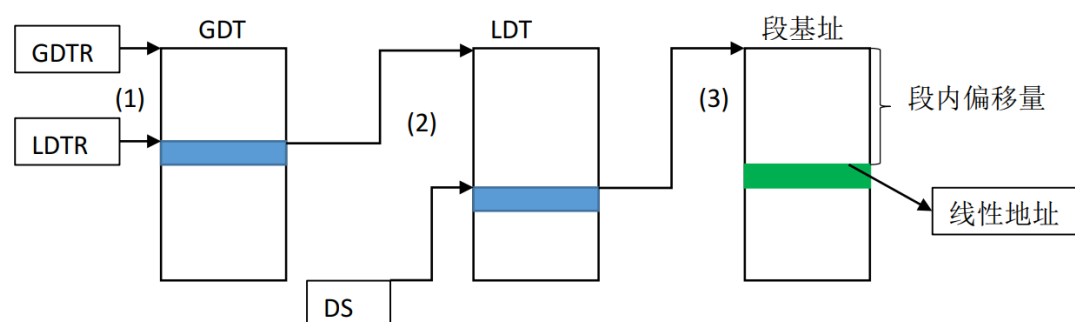 GDT
LDT
段基址
GDTR
段内偏移量
(1)
(2)
(3)
LDTR
线性地址
DS